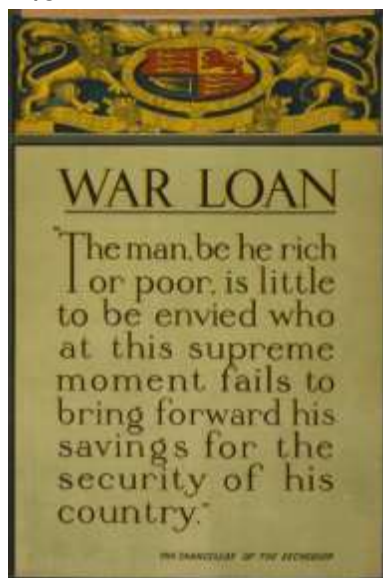 WAR LOAN
"The man, be he rich
or poor, is little
to be envied who
at this supreme
moment fails to
bring forward his
savings for the
security of his
country."
THE CHANCELLOR OF THE EXCHEQUER